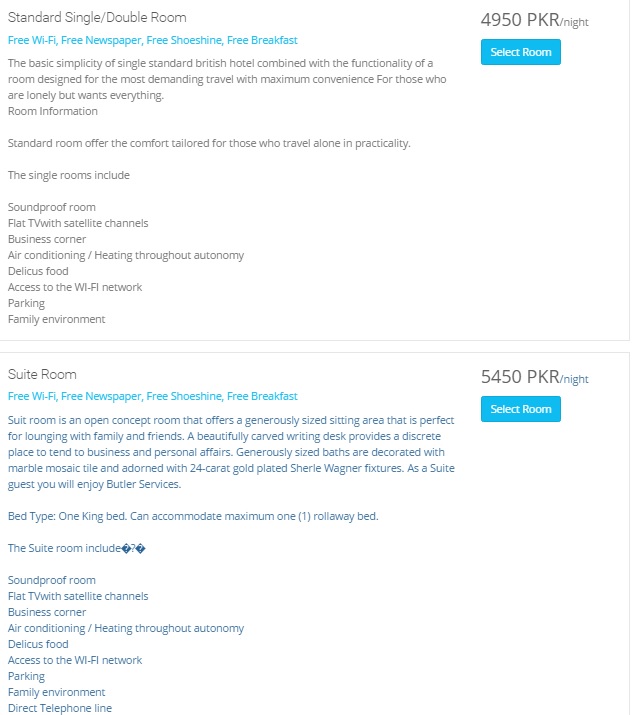 Standard Single/Double Room
4950 PKR/night
Free Wi-Fi, Free Newspaper, Free Shoeshine, Free Breakfast
Select Room
The basic simplicity of single standard british hotel combined with the functionality of a
room designed for the most demanding travel with maximum convenience For those who
are lonely but wants everything.
Room Information
Standard room offer the comfort tailored for those who travel alone in practicality.
The single rooms include
Soundproof room
Flat TVwith satellite channels
Business corner
Air conditioning / Heating throughout autonomy
Delicus food
Access to the WI-FI network
Parking
Family environment
Suite Room
5450 PKR/night
Free Wi-Fi, Free Newspaper, Free Shoeshine, Free Breakfast
Select Room
Suit room is an open concept room that offers a generously sized sitting area that is perfect
for lounging with family and friends. A beautifully carved writing desk provides a discrete
place to tend to business and personal affairs. Generously sized baths are decorated with
marble mosaic tile and adorned with 24-carat gold plated Sherle Wagner fixtures. As a Suite
guest you will enjoy Butler Services.
Bed Type: One King bed. Can accommodate maximum one (1) rollaway bed.
The Suite room include�?�
Soundproof room
Flat TVwith satellite channels
Business corner
Air conditioning / Heating throughout autonomy
Delicus food
Access to the WI-FI network
Parking
Family environment
Direct Telephone line